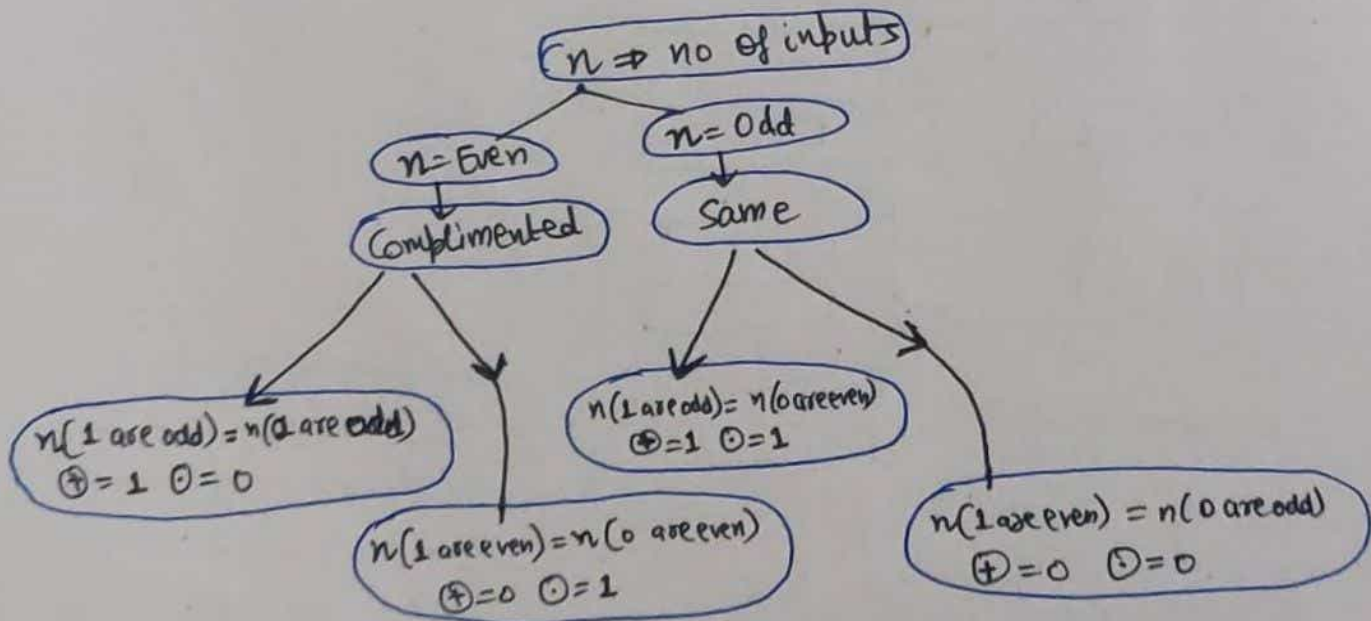 n ⇒ no of inputs
n = Even
n = Odd
Complimented
Same
n(1 are odd) = n(0 are odd)
⊕ = 1 ⊙ = 0
n(1 are even) = n(0 are even)
⊕ = 0 ⊙ = 1
n(1 are odd) = n(0 are even)
⊕ = 1 ⊙ = 1
n(1 are even) = n(0 are odd)
⊕ = 0 ⊙ = 0